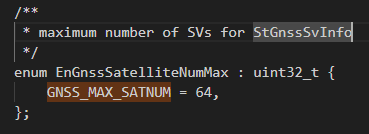 /**
 * maximum number of SVs for StGnssSvInfo
 */
enum EnGnssSatelliteNumMax : uint32_t {
    GNSS_MAX_SATNUM = 64,
};